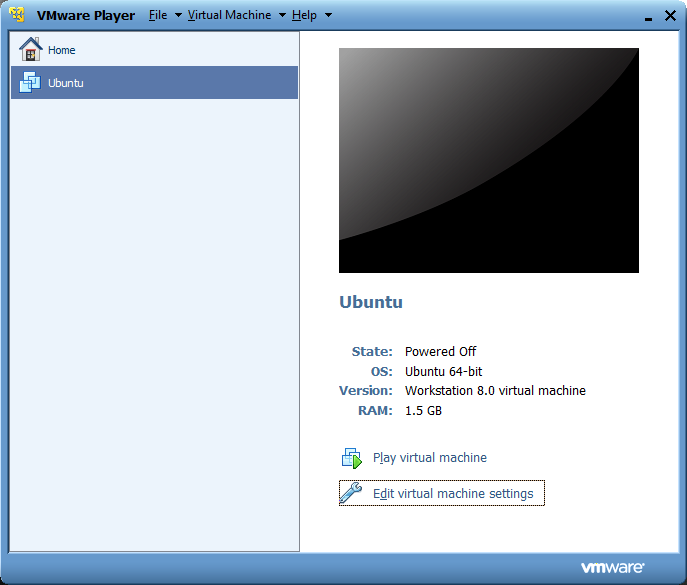 VMware Player File Virtual Machine Help
Home
Ubuntu
Ubuntu
State: Powered Off
OS: Ubuntu 64-bit
Version: Workstation 8.0 virtual machine
RAM: 1.5 GB
Play virtual machine
Edit virtual machine settings
vmware